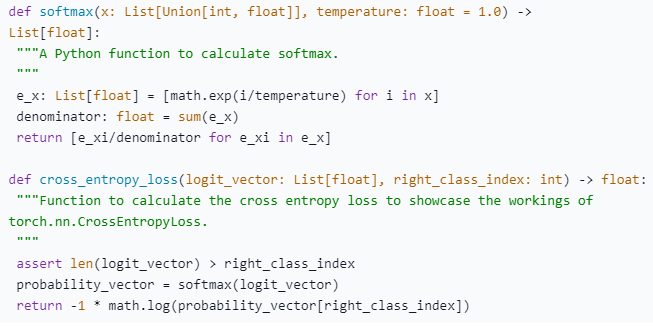 def softmax(x: List[Union[int, float]], temperature: float = 1.0) ->
List[float]:
 """A Python function to calculate softmax.
 """
 e_x: List[float] = [math.exp(i/temperature) for i in x]
 denominator: float = sum(e_x)
 return [e_xi/denominator for e_xi in e_x]

def cross_entropy_loss(logit_vector: List[float], right_class_index: int) -> float:
 """Function to calculate the cross entropy loss to showcase the workings of
torch.nn.CrossEntropyLoss.
 """
 assert len(logit_vector) > right_class_index
 probability_vector = softmax(logit_vector)
 return -1 * math.log(probability_vector[right_class_index])